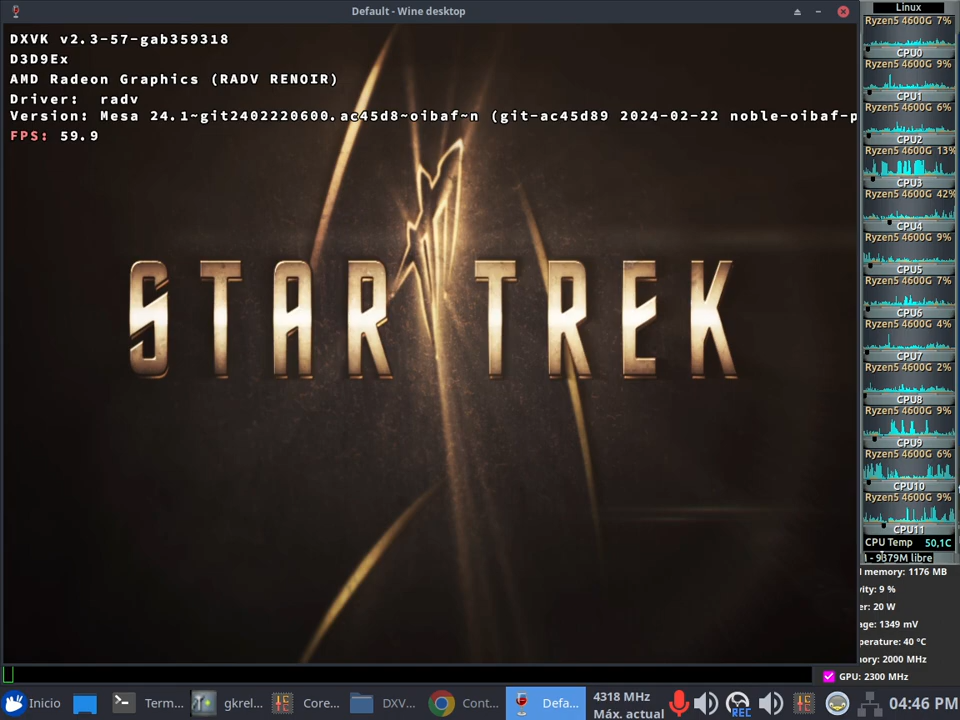 Default - Wine desktop
DXVK v2.3-57-gab359318
D3D9Ex
AMD Radeon Graphics (RADV RENOIR)
Driver: radv
Version: Mesa 24.1~git2402220600.ac45d8~oibaf~n (git-ac45d89 2024-02-22 noble-oibaf-p
FPS: 59.9
STAR TREK
Linux
Ryzen5 4600G 7%
CPU0
Ryzen5 4600G 9%
CPU1
Ryzen5 4600G 6%
CPU2
Ryzen5 4600G 13%
CPU3
Ryzen5 4600G 42%
CPU4
Ryzen5 4600G 9%
CPU5
Ryzen5 4600G 7%
CPU6
Ryzen5 4600G 4%
CPU7
Ryzen5 4600G 2%
CPU8
Ryzen5 4600G 9%
CPU9
Ryzen5 4600G 6%
CPU10
Ryzen5 4600G 9%
CPU11
CPU Temp 50,1C
- 9379M libre
memory: 1176 MB
vity: 9 %
er: 20 W
age: 1349 mV
perature: 40 °C
ory: 2000 MHz
GPU: 2300 MHz
Inicio
Term...
gkrel...
Core...
DXV...
Cont...
Defa...
4318 MHz
Máx. actual
REC
04:46 PM